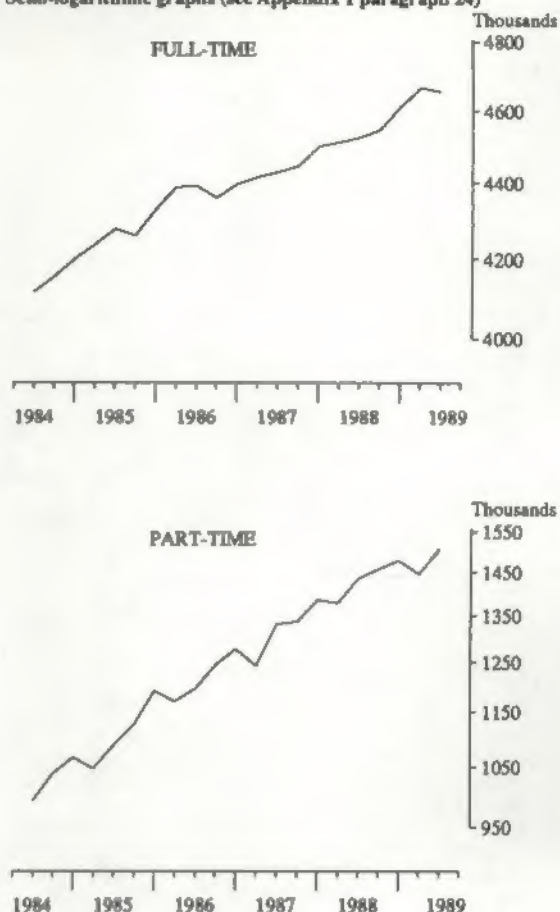 Semi-logarithmic graphs (see Appendix 1 paragraph 24)
Thousands
FULL-TIME
4800
4600
4400
4200
4000
1984 1985 1986 1987 1988 1989
Thousands
PART-TIME
1550
1450
1350
1250
1150
1050
950
1984 1985 1986 1987 1988 1989